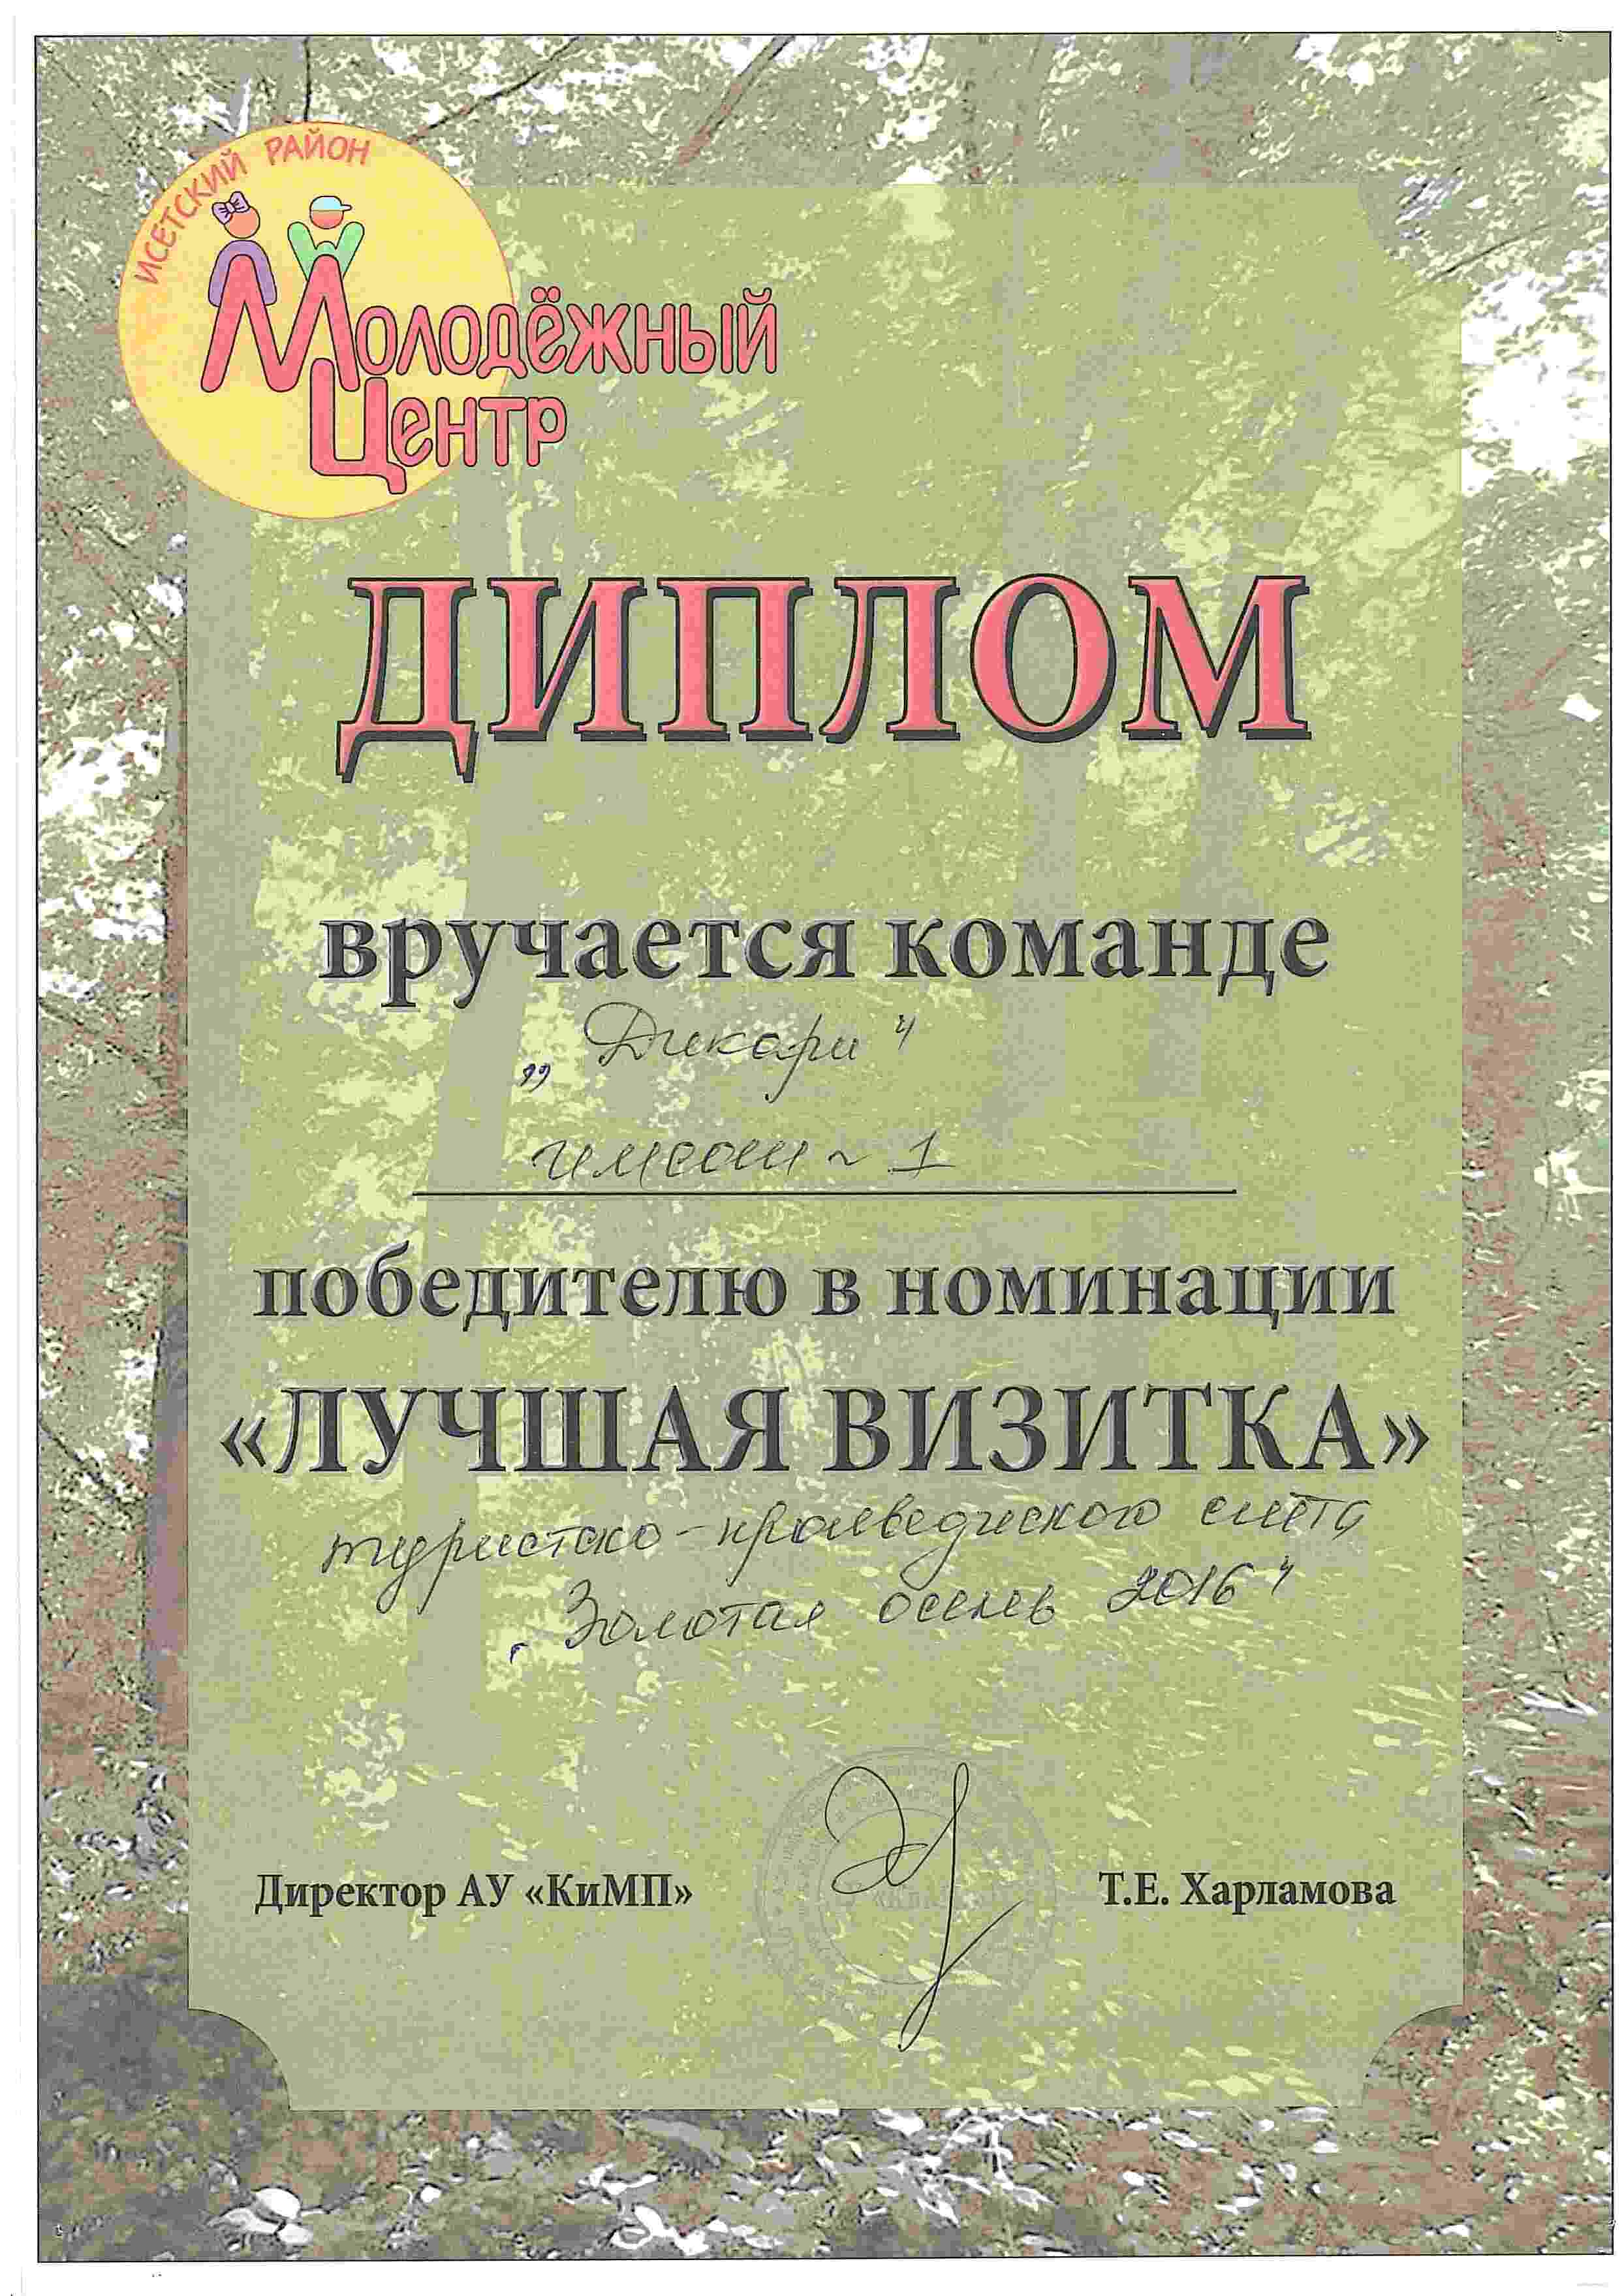 ИСЕТСКИЙ РАЙОН
МОЛОДЁЖНЫЙ
ЦЕНТР
ДИПЛОМ
вручается команде
„Дикари"
ИМСОШ ~ 1
победителю в номинации
«ЛУЧШАЯ ВИЗИТКА»
туристско-краеведческого слёта
„Золотая осень 2016"
Директор АУ «КиМП»
Т.Е. Харламова